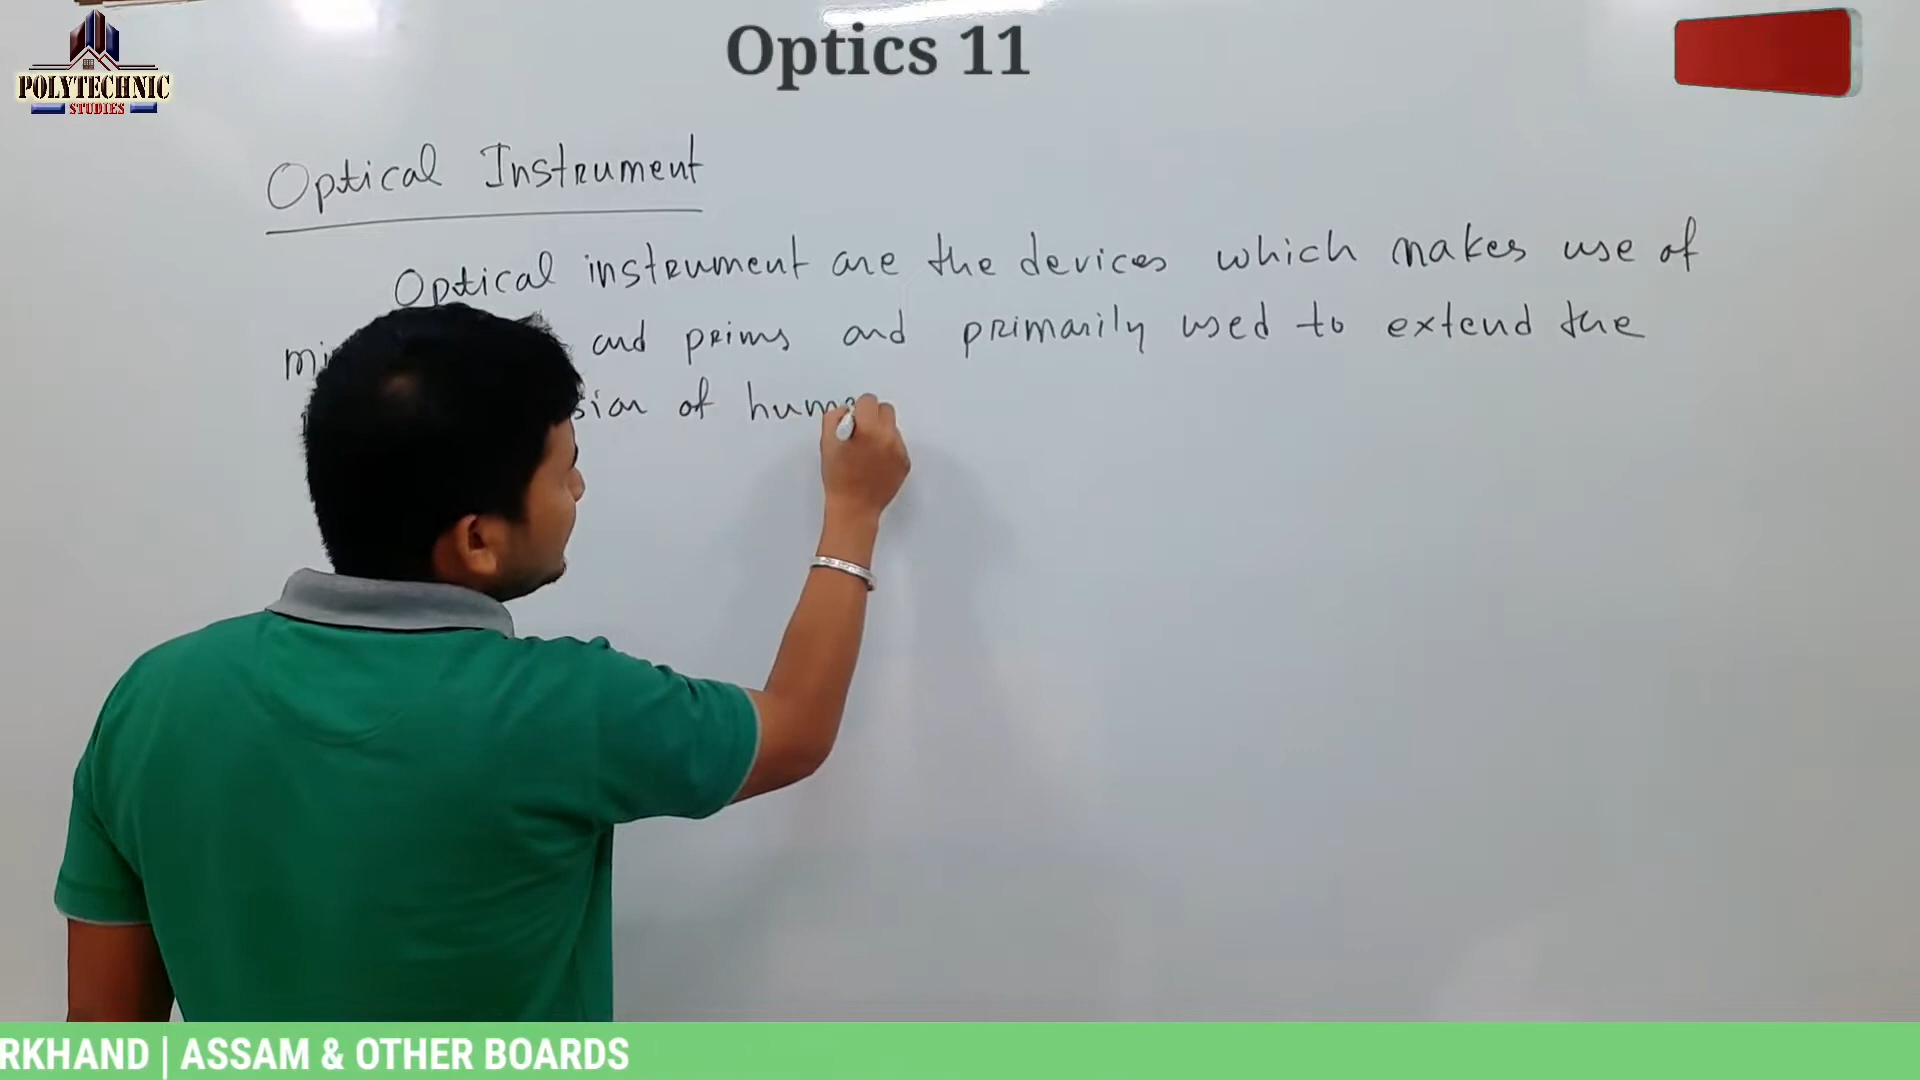 Optics 11
POLYTECHNIC
STUDIES
Optical Instrument
Optical instrument are the devices which makes use of
and prims and primarily used to extend the
of
RKHAND | ASSAM & OTHER BOARDS